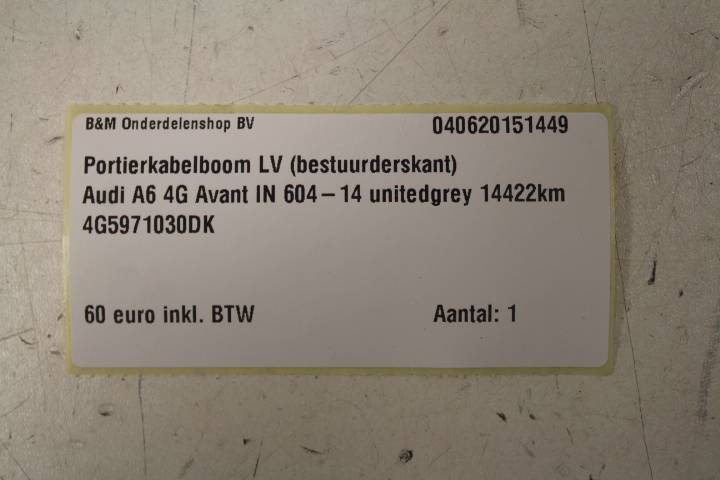 B&M Onderdelenshop BV 040620151449
Portierkabelboom LV (bestuurderskant)
Audi A6 4G Avant IN 604-14 unitedgrey 14422km
4G5971030DK
60 euro inkl. BTW Aantal: 1